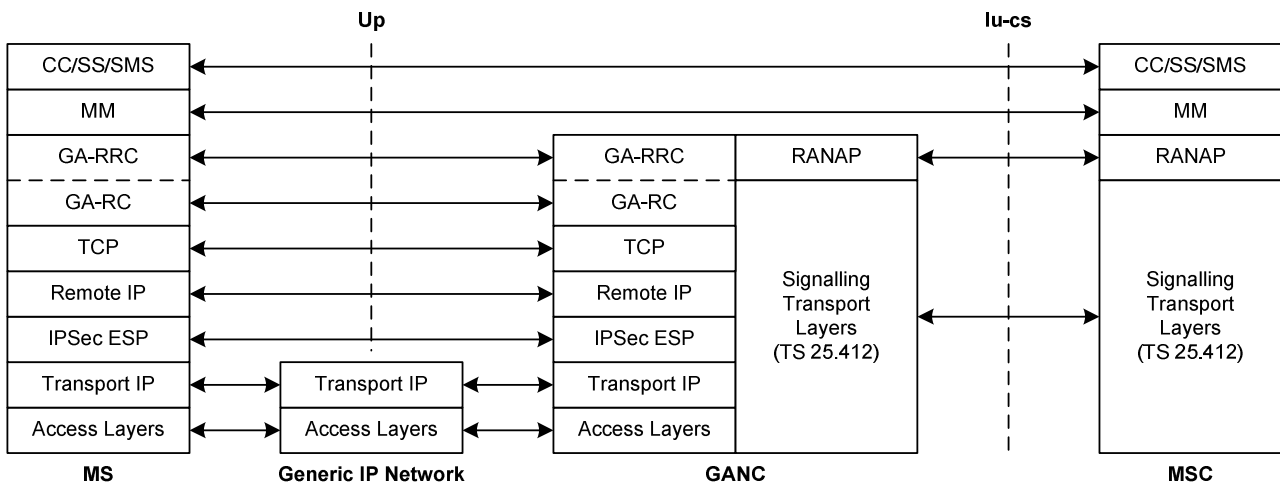 Up
Iu-cs
CC/SS/SMS
CC/SS/SMS
MM
MM
GA-RRC
GA-RRC
RANAP
RANAP
GA-RC
GA-RC
TCP
TCP
Remote IP
Remote IP
IPSec ESP
IPSec ESP
Signalling
Transport
Layers
(TS 25.412)
Signalling
Transport
Layers
(TS 25.412)
Transport IP
Transport IP
Transport IP
Access Layers
Access Layers
Access Layers
MS
Generic IP Network
GANC
MSC